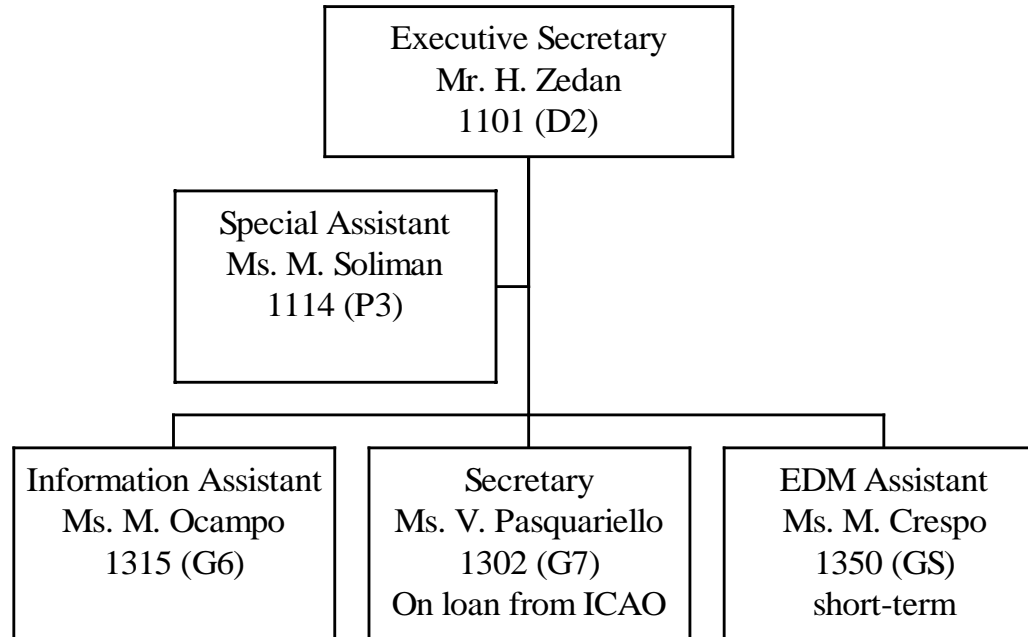 Executive Secretary
Mr. H. Zedan
1101 (D2)
Special Assistant
Ms. M. Soliman
1114 (P3)
Information Assistant
Ms. M. Ocampo
1315 (G6)
Secretary
Ms. V. Pasquariello
1302 (G7)
On loan from ICAO
EDM Assistant
Ms. M. Crespo
1350 (GS)
short-term